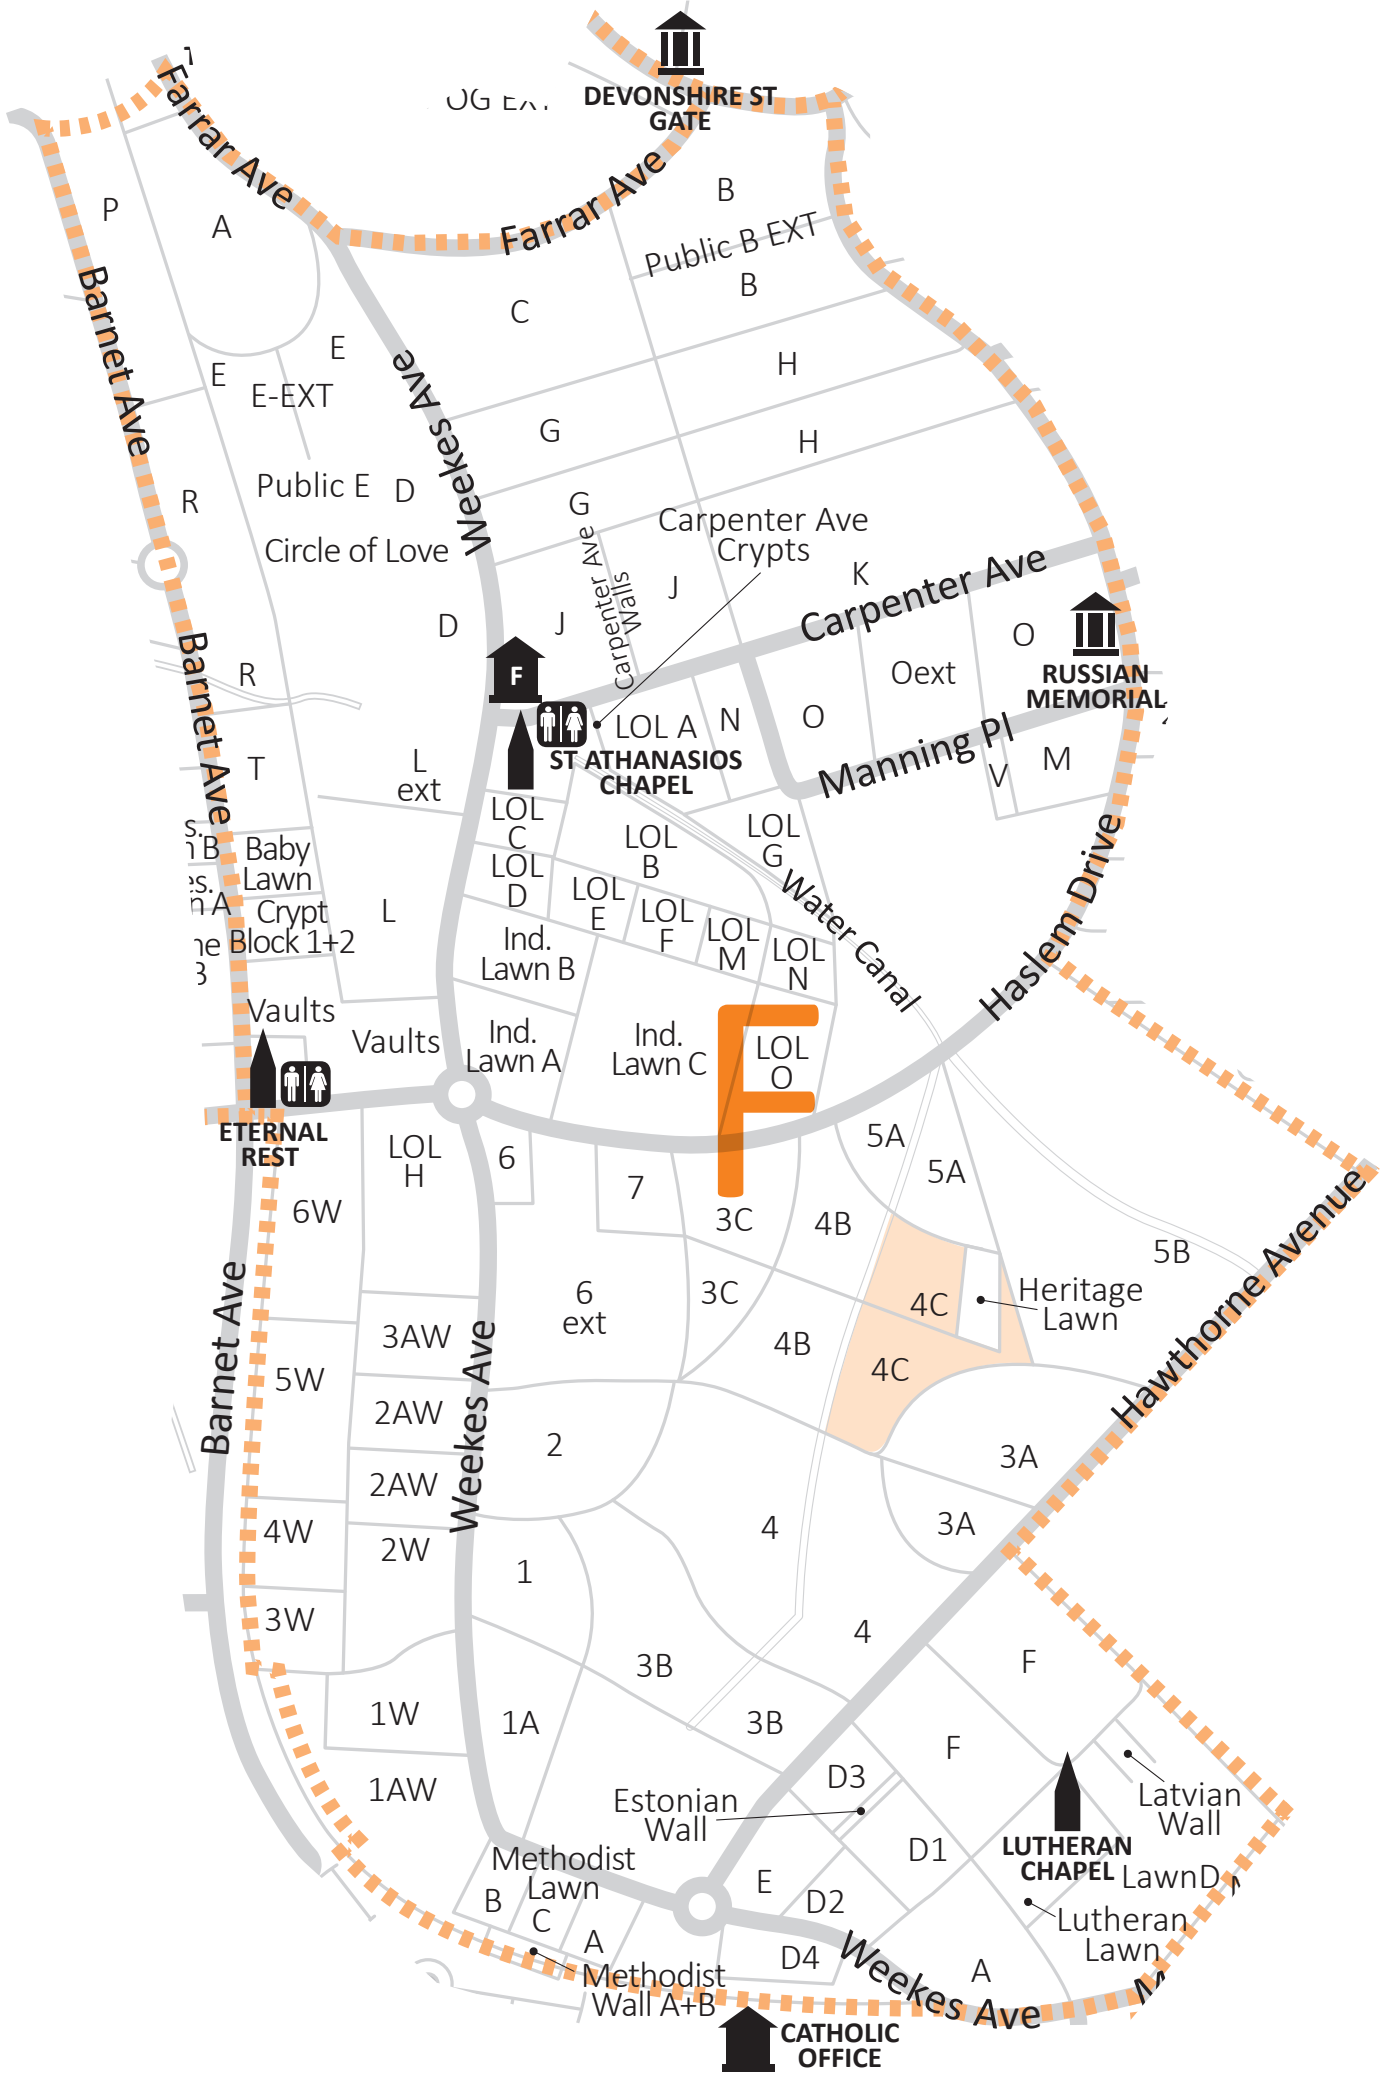 DEVONSHIRE ST
GATE
Farrar Ave
Farrar Ave
P
A
B
Public B EXT
B
Barnet Ave
C
Weekes Ave
E
E
E-EXT
H
G
H
R
Public E
D
G
Circle of Love
Carpenter Ave
Walls
Carpenter Ave
Crypts
K
Carpenter Ave
D
J
J
O
Oext
RUSSIAN
MEMORIAL
F
R
Barnet Ave
LOL A
N
O
Manning Pl
V
M
ST ATHANASIOS
CHAPEL
T
L
ext
LOL
C
LOL
B
LOL
G
Baby
Lawn
LOL
D
LOL
E
LOL
F
LOL
M
LOL
N
Water Canal
Haslem Drive
Crypt
Block 1+2
L
Ind.
Lawn B
Vaults
Vaults
Ind.
Lawn A
Ind.
Lawn C
F
LOL
O
ETERNAL
REST
LOL
H
6
7
5A
5A
6W
3C
4B
5B
Hawthorne Avenue
Barnet Ave
3AW
6
ext
3C
4B
4C
Heritage
Lawn
4C
5W
2AW
Weekes Ave
2
3A
2AW
4W
2W
4
3A
1
3W
4
3B
F
1W
1A
3B
F
1AW
D3
Estonian
Wall
Latvian
Wall
D1
LUTHERAN
CHAPEL
LawnD
Methodist
Lawn
B
C
A
E
D2
Lutheran
Lawn
D4
Weekes Ave
A
Methodist
Wall A+B
CATHOLIC
OFFICE